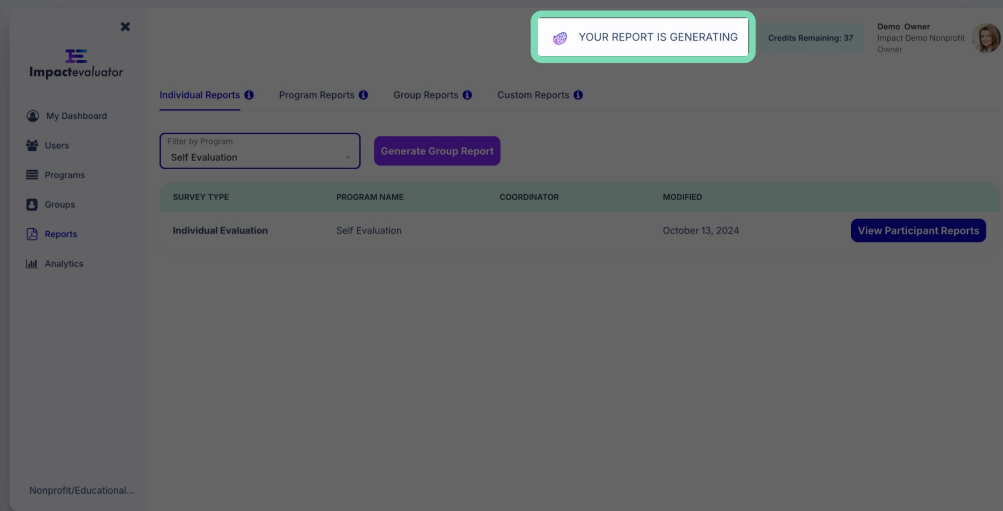 YOUR REPORT IS GENERATING
Credits Remaining: 37
Demo Owner
Impact Demo Nonprofit
Owner
Impactevaluator
Individual Reports
Program Reports
Group Reports
Custom Reports
My Dashboard
Users
Programs
Groups
Reports
Analytics
Filter by Program
Self Evaluation
Generate Group Report
SURVEY TYPE PROGRAM NAME COORDINATOR MODIFIED
Individual Evaluation Self Evaluation October 13, 2024 View Participant Reports
Nonprofit/Educational...